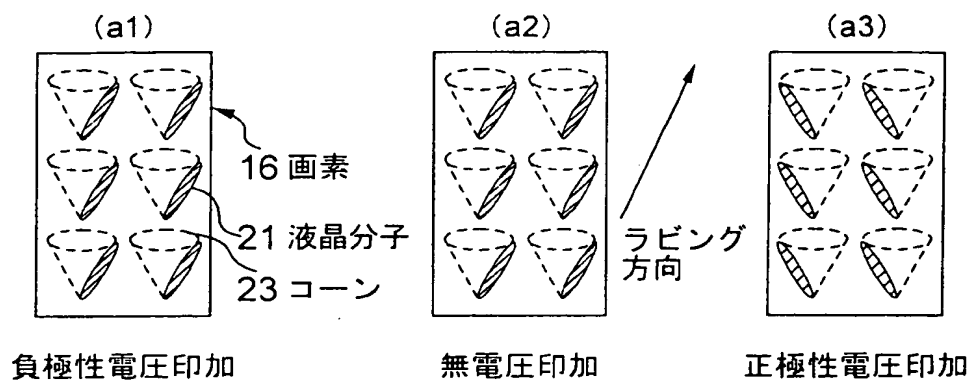 (a1)
(a2)
(a3)
16 画素
21 液晶分子
23 コーン
ラビング
方向
負極性電圧印加
無電圧印加
正極性電圧印加